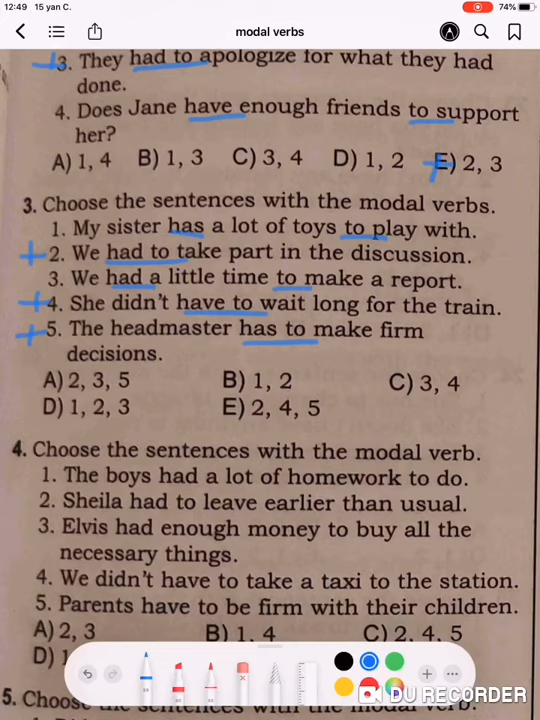 12:49 15 yan C. 74%
modal verbs
3. They had to apologize for what they had
done.
4. Does Jane have enough friends to support
her?
A) 1, 4 B) 1, 3 C) 3, 4 D) 1, 2 E) 2, 3
3. Choose the sentences with the modal verbs.
1. My sister has a lot of toys to play with.
2. We had to take part in the discussion.
3. We had a little time to make a report.
4. She didn't have to wait long for the train.
5. The headmaster has to make firm
decisions.
A) 2, 3, 5 B) 1, 2 C) 3, 4
D) 1, 2, 3 E) 2, 4, 5
4. Choose the sentences with the modal verb.
1. The boys had a lot of homework to do.
2. Sheila had to leave earlier than usual.
3. Elvis had enough money to buy all the
necessary things.
4. We didn't have to take a taxi to the station.
5. Parents have to be firm with their children.
A) 2, 3 B) 1, 4 C) 2, 4, 5
D) 1
DU RECORDER
5. Choose the sentences with the modal verb.